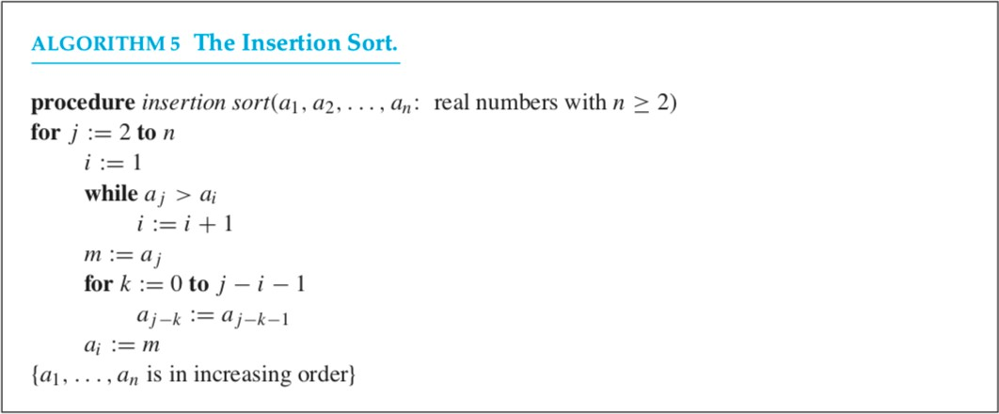 ALGORITHM 5 The Insertion Sort.
procedure insertion sort(a₁, a₂, . . . , aₙ: real numbers with n ≥ 2)
for j := 2 to n
i := 1
while aⱼ > aᵢ
i := i + 1
m := aⱼ
for k := 0 to j − i − 1
aⱼ₋ₖ := aⱼ₋ₖ₋₁
aᵢ := m
{a₁, . . . , aₙ is in increasing order}